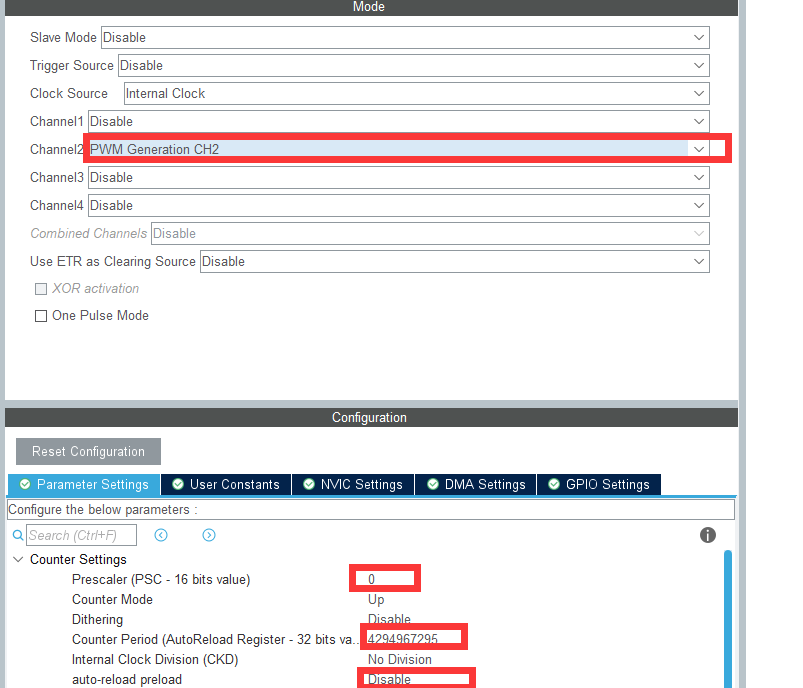 Mode
Slave Mode Disable
Trigger Source Disable
Clock Source Internal Clock
Channel1 Disable
Channel2 PWM Generation CH2
Channel3 Disable
Channel4 Disable
Combined Channels Disable
Use ETR as Clearing Source Disable
XOR activation
One Pulse Mode
Configuration
Reset Configuration
Parameter Settings User Constants NVIC Settings DMA Settings GPIO Settings
Configure the below parameters :
Search (Ctrl+F)
Counter Settings
Prescaler (PSC - 16 bits value) 0
Counter Mode Up
Dithering Disable
Counter Period (AutoReload Register - 32 bits va... 4294967295
Internal Clock Division (CKD) No Division
auto-reload preload Disable